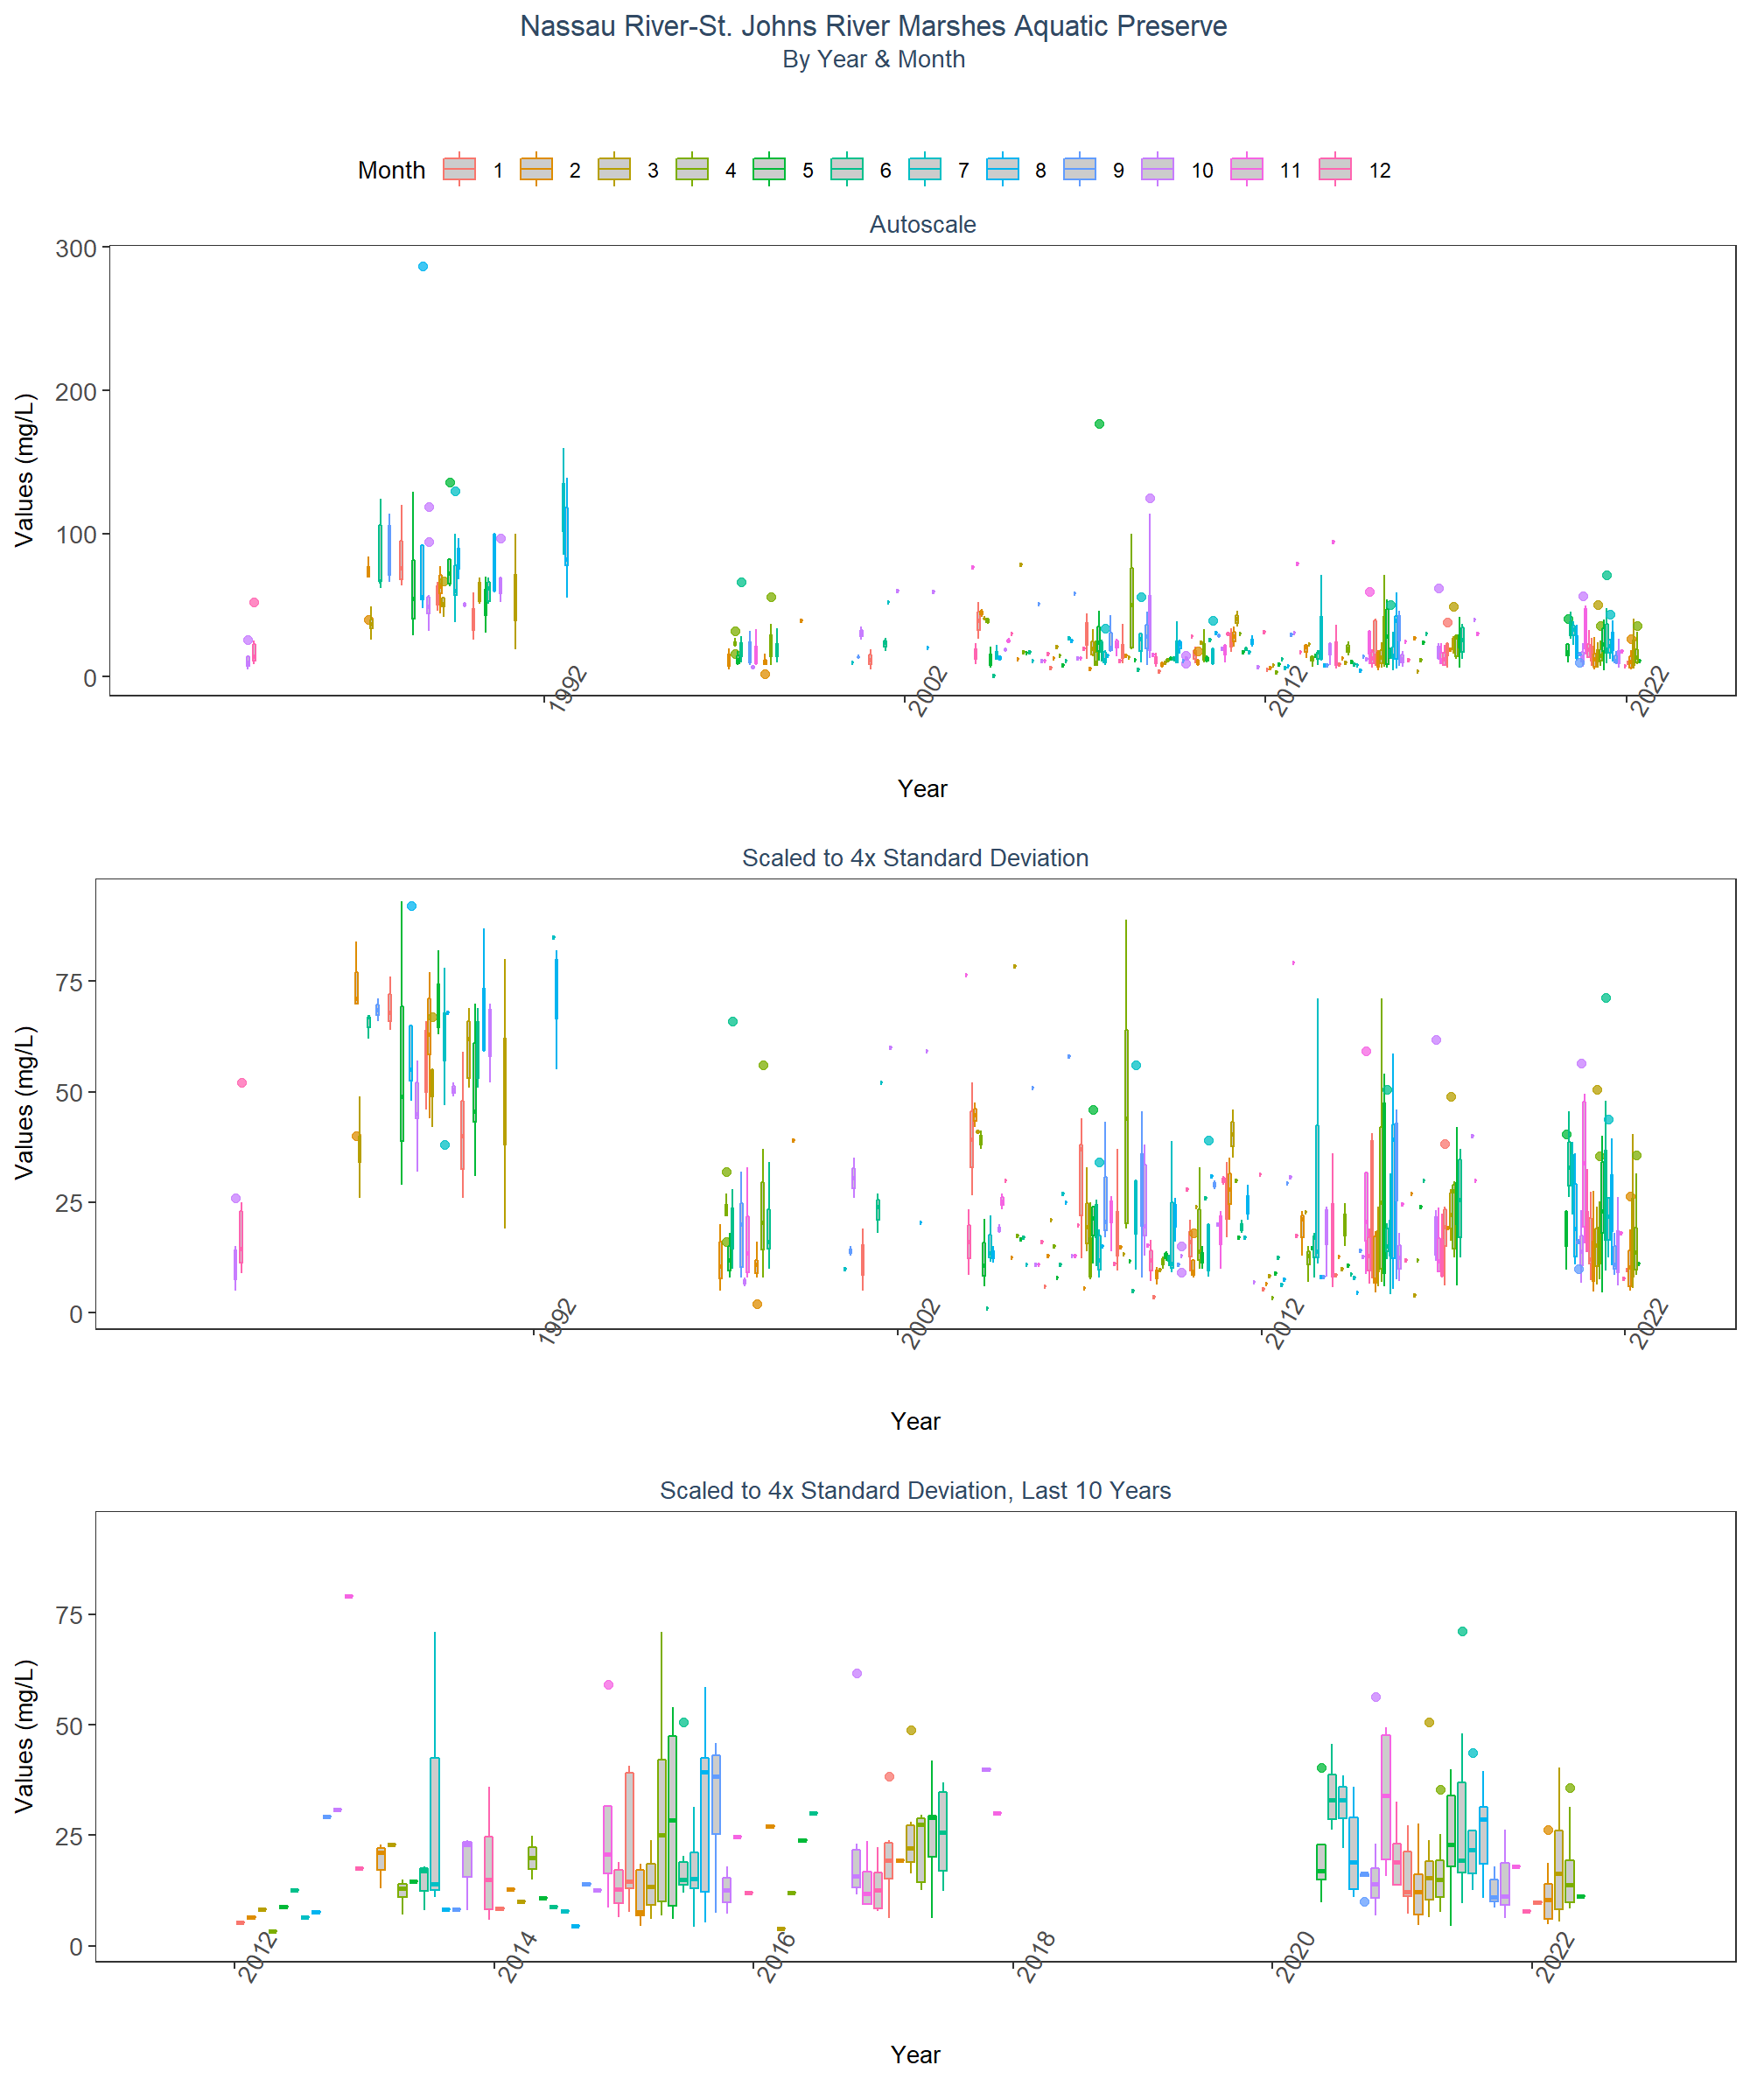 Nassau River-St. Johns River Marshes Aquatic Preserve
By Year & Month
Month 1 2 3 4 5 6 7 8 9 10 11 12
Autoscale
Values (mg/L)
300
200
100
0
1992 2002 2012 2022
Year
Scaled to 4x Standard Deviation
Values (mg/L)
75
50
25
0
1992 2002 2012 2022
Year
Scaled to 4x Standard Deviation, Last 10 Years
Values (mg/L)
75
50
25
0
2012 2014 2016 2018 2020 2022
Year